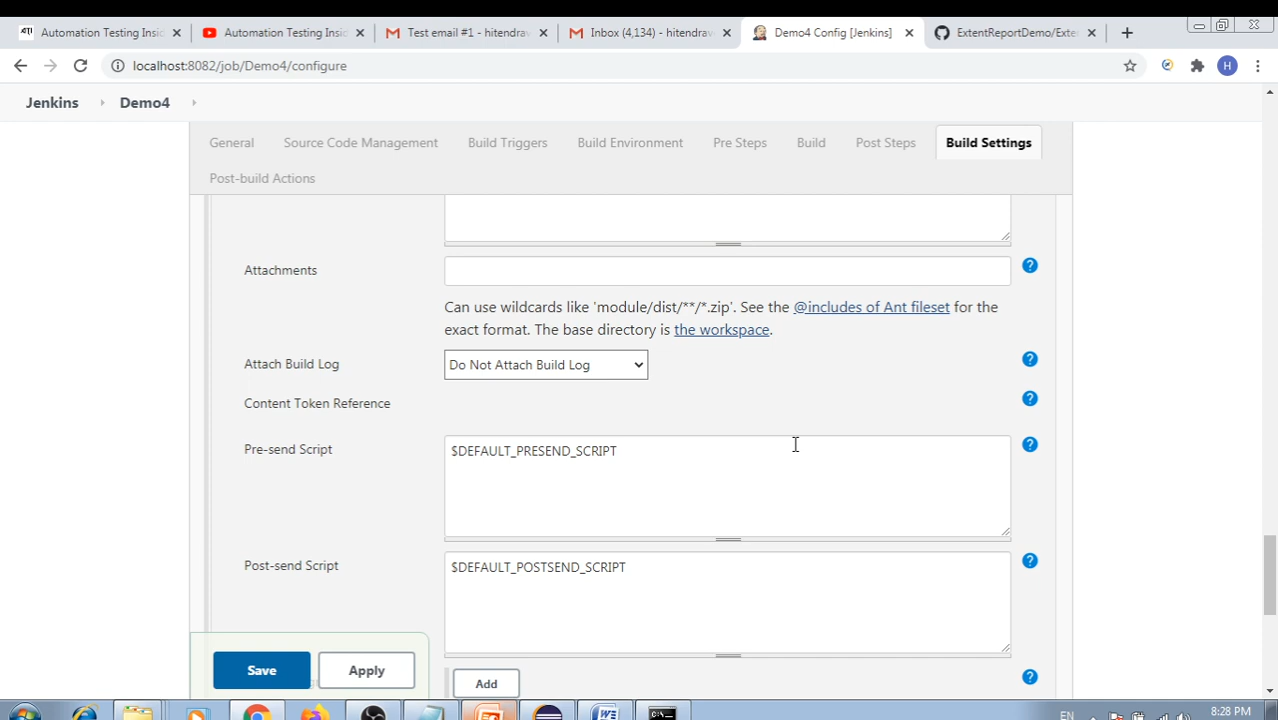 Automation Testing Insi
Automation Testing Insi
Test email #1 - hitendrav
Inbox (4,134) - hitendrav
Demo4 Config [Jenkins]
ExtentReportDemo/Exte
localhost:8082/job/Demo4/configure
H
Jenkins
Demo4
General
Source Code Management
Build Triggers
Build Environment
Pre Steps
Build
Post Steps
Build Settings
Post-build Actions
Attachments
Can use wildcards like 'module/dist/**/*.zip'. See the @includes of Ant fileset for the
exact format. The base directory is the workspace.
Attach Build Log
Do Not Attach Build Log
Content Token Reference
Pre-send Script
$DEFAULT_PRESEND_SCRIPT
Post-send Script
$DEFAULT_POSTSEND_SCRIPT
Save
Apply
Add
EN
8:28 PM